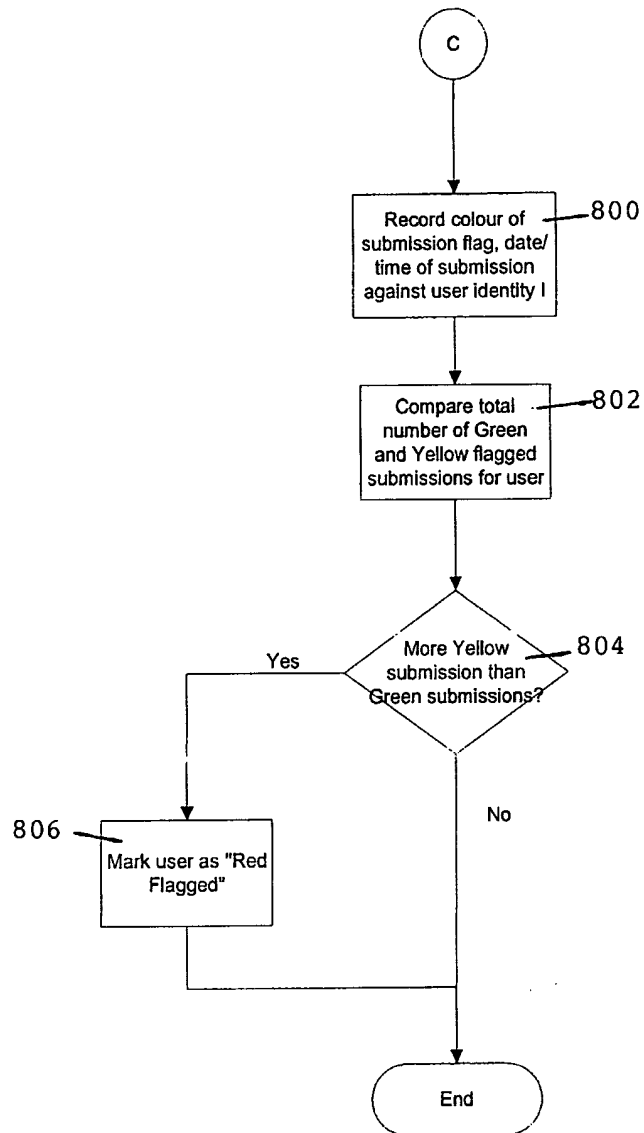 C
Record colour of
submission flag, date/
time of submission
against user identity I
800
Compare total
number of Green
and Yellow flagged
submissions for user
802
More Yellow
submission than
Green submissions?
804
Yes
No
806
Mark user as "Red
Flagged"
End